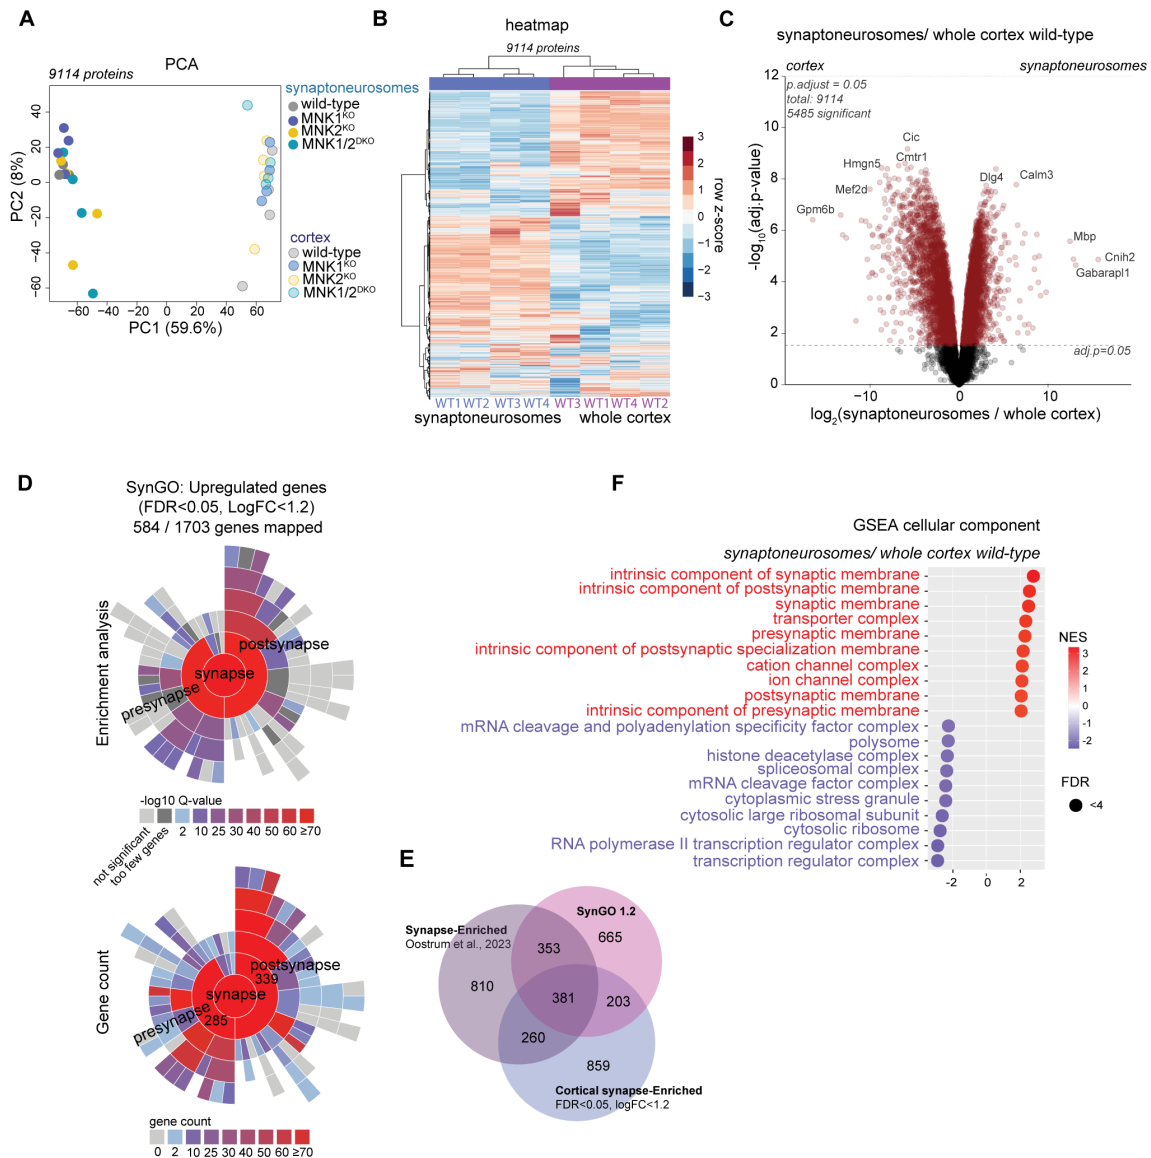 A
PCA
9114 proteins
synaptoneurosomes
wild-type
MNK1KO
MNK2KO
MNK1/2DKO
cortex
wild-type
MNK1KO
MNK2KO
MNK1/2DKO
PC2 (8%)
40
20
0
−20
−40
−60
−60
−40
−20
0
20
40
60
PC1 (59.6%)
B
heatmap
9114 proteins
3
2
1
0
−1
−2
−3
row z-score
WT1 WT2 WT3 WT4 WT3 WT1 WT4 WT2
synaptoneurosomes
whole cortex
C
synaptoneurosomes/ whole cortex wild-type
cortex
synaptoneurosomes
p.adjust = 0.05
total: 9114
5485 significant
-log10(adj.p-value)
12
10
8
6
4
2
0
Cic
Cmtr1
Hmgn5
Mef2d
Gpm6b
Dlg4
Calm3
Mbp
Cnih2
Gabarapl1
adj.p=0.05
−10
0
10
log2(synaptoneurosomes / whole cortex)
D
SynGO: Upregulated genes
(FDR<0.05, LogFC<1.2)
584 / 1703 genes mapped
Enrichment analysis
postsynapse
synapse
presynapse
-log10 Q-value
not significant
too few genes
2 10 25 30 40 50 60 ≥70
Gene count
postsynapse
339
synapse
presynapse
285
gene count
0 2 10 25 30 40 50 60 ≥70
E
Synapse-Enriched
Oostrum et al., 2023
SynGO 1.2
353
665
810
381
203
260
859
Cortical synapse-Enriched
FDR<0.05, logFC<1.2
F
GSEA cellular component
synaptoneurosomes/ whole cortex wild-type
intrinsic component of synaptic membrane
intrinsic component of postsynaptic membrane
synaptic membrane
transporter complex
presynaptic membrane
intrinsic component of postsynaptic specialization membrane
cation channel complex
ion channel complex
postsynaptic membrane
intrinsic component of presynaptic membrane
mRNA cleavage and polyadenylation specificity factor complex
polysome
histone deacetylase complex
spliceosomal complex
mRNA cleavage factor complex
cytoplasmic stress granule
cytosolic large ribosomal subunit
cytosolic ribosome
RNA polymerase II transcription regulator complex
transcription regulator complex
-2
0
2
NES
3
2
1
0
-1
-2
FDR
<4